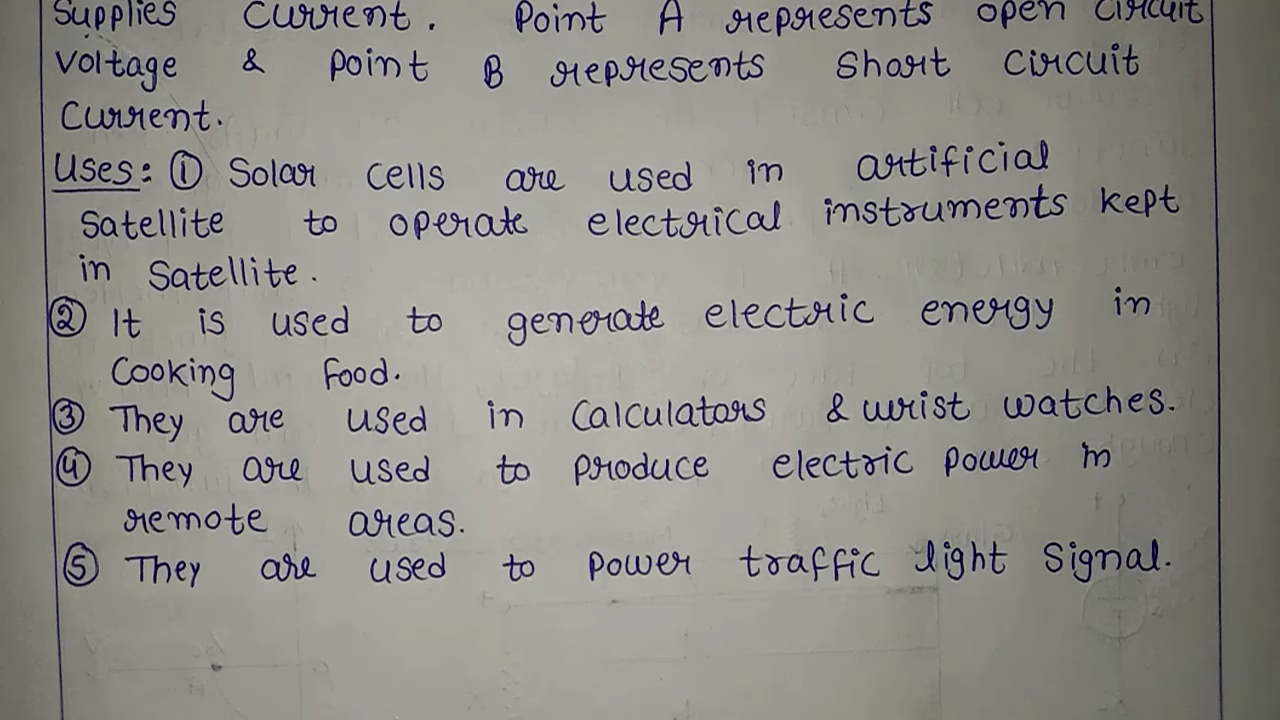 Supplies current. Point A represents open circuit
voltage & point B represents short circuit
current.
Uses: ① Solar cells are used in artificial
satellite to operate electrical instruments kept
in satellite.
② It is used to generate electric energy in
cooking food.
③ They are used in calculators & wrist watches.
④ They are used to produce electric power in
remote areas.
⑤ They are used to power traffic light signal.